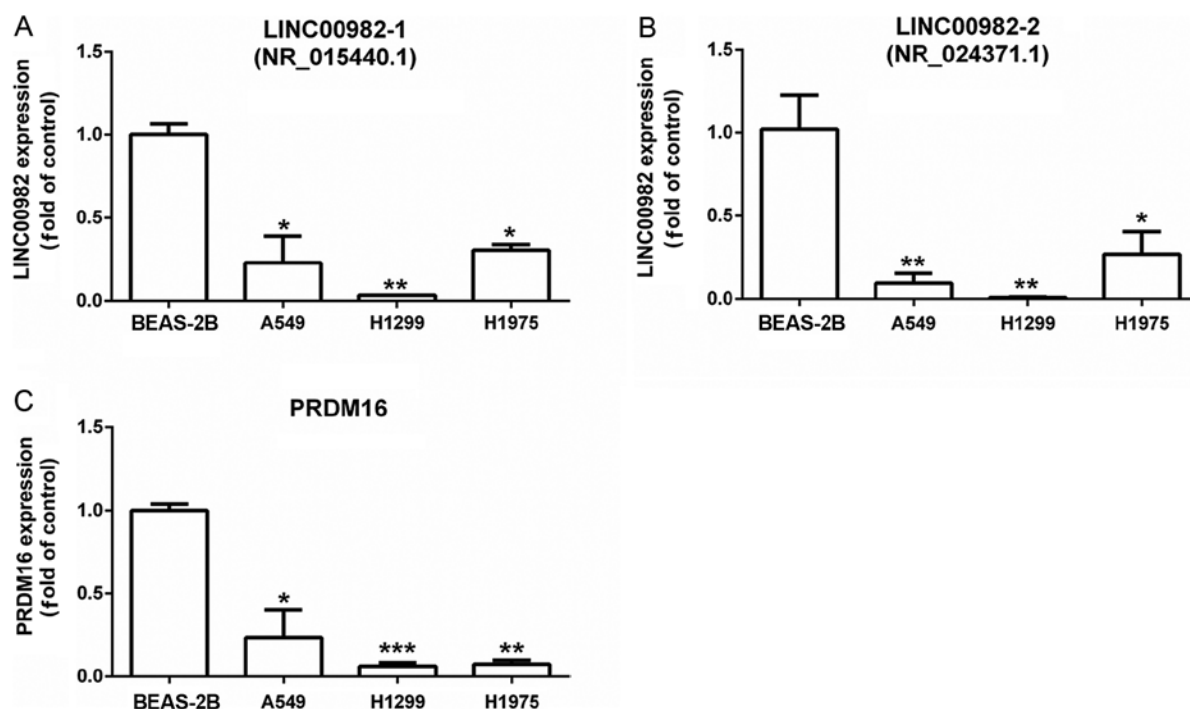 A
LINC00982-1
(NR_015440.1)
LINC00982 expression
(fold of control)
1.5
1.0
0.5
0.0
*
**
*
BEAS-2B A549 H1299 H1975
B
LINC00982-2
(NR_024371.1)
LINC00982 expression
(fold of control)
1.5
1.0
0.5
0.0
**
**
*
BEAS-2B A549 H1299 H1975
C
PRDM16
PRDM16 expression
(fold of control)
1.5
1.0
0.5
0.0
*
***
**
BEAS-2B A549 H1299 H1975